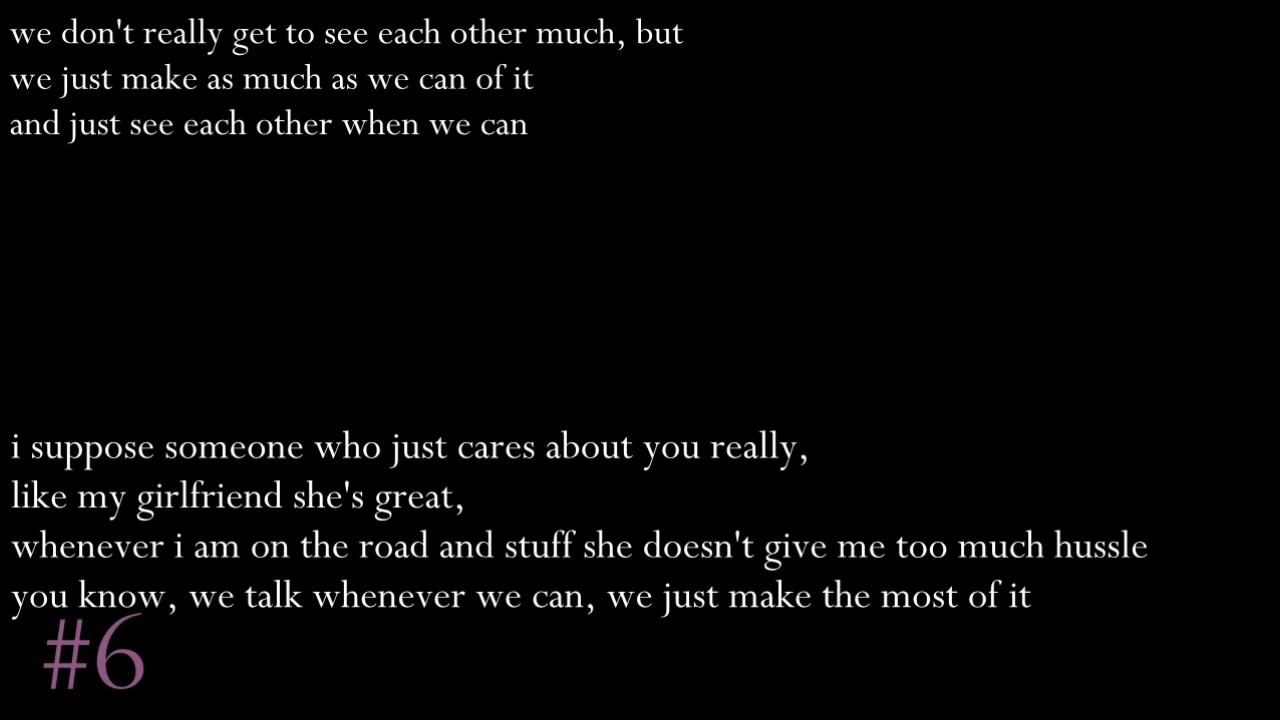 we don't really get to see each other much, but
we just make as much as we can of it
and just see each other when we can
i suppose someone who just cares about you really,
like my girlfriend she's great,
whenever i am on the road and stuff she doesn't give me too much hussle
you know, we talk whenever we can, we just make the most of it
#6